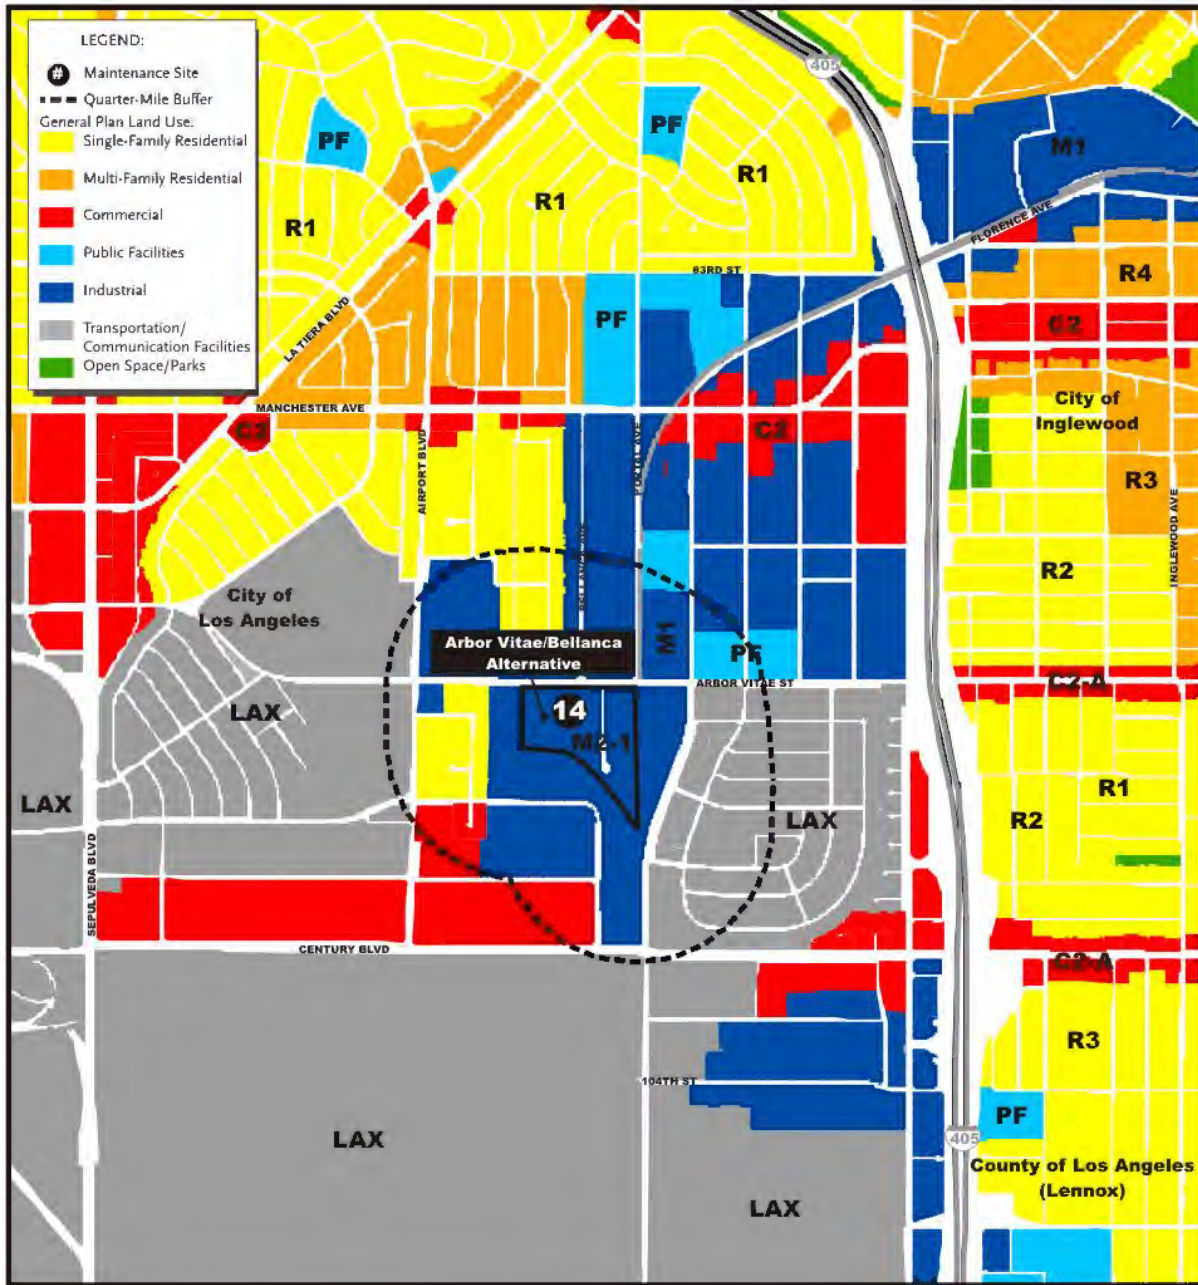 LEGEND:
# Maintenance Site
Quarter-Mile Buffer
General Plan Land Use:
Single-Family Residential
Multi-Family Residential
Commercial
Public Facilities
Industrial
Transportation/
Communication Facilities
Open Space/Parks
405
PF
PF
M1
R1
R1
R1
FLORENCE AVE
83RD ST
R4
PF
LA TIERA BLVD
C2
MANCHESTER AVE
C2
C2
City of
Inglewood
AIRPORT BLVD
R3
INGLEWOOD AVE
R2
City of
Los Angeles
Arbor Vitae/Bellanca
Alternative
M1
PF
ARBOR VITAE ST
C2-A
LAX
14
M2-1
LAX
R1
R2
LAX
SEPULVEDA BLVD
CENTURY BLVD
C2-A
R3
104TH ST
PF
LAX
405
County of Los Angeles
(Lennox)
LAX